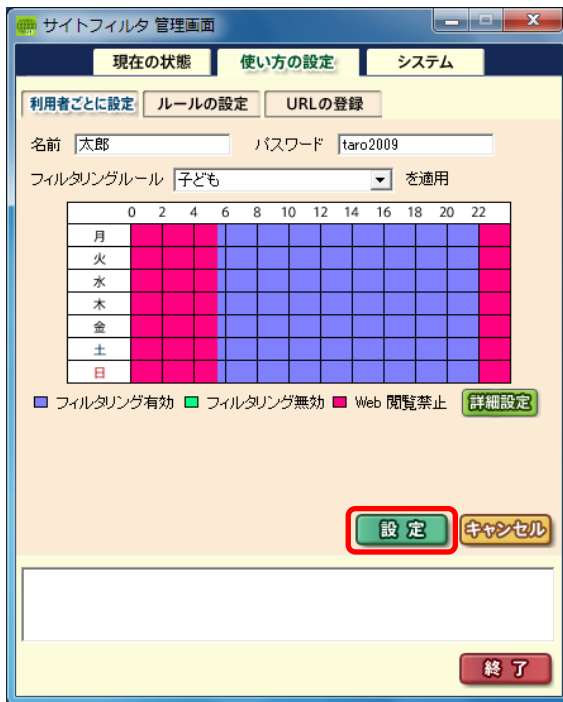 サイトフィルタ 管理画面
現在の状態 使い方の設定 システム
利用者ごとに設定 ルールの設定 URLの登録
名前 太郎 パスワード taro2009
フィルタリングルール 子ども を適用
0 2 4 6 8 10 12 14 16 18 20 22
月
火
水
木
金
土
日
フィルタリング有効 フィルタリング無効 Web 閲覧禁止 詳細設定
設定 キャンセル
終了